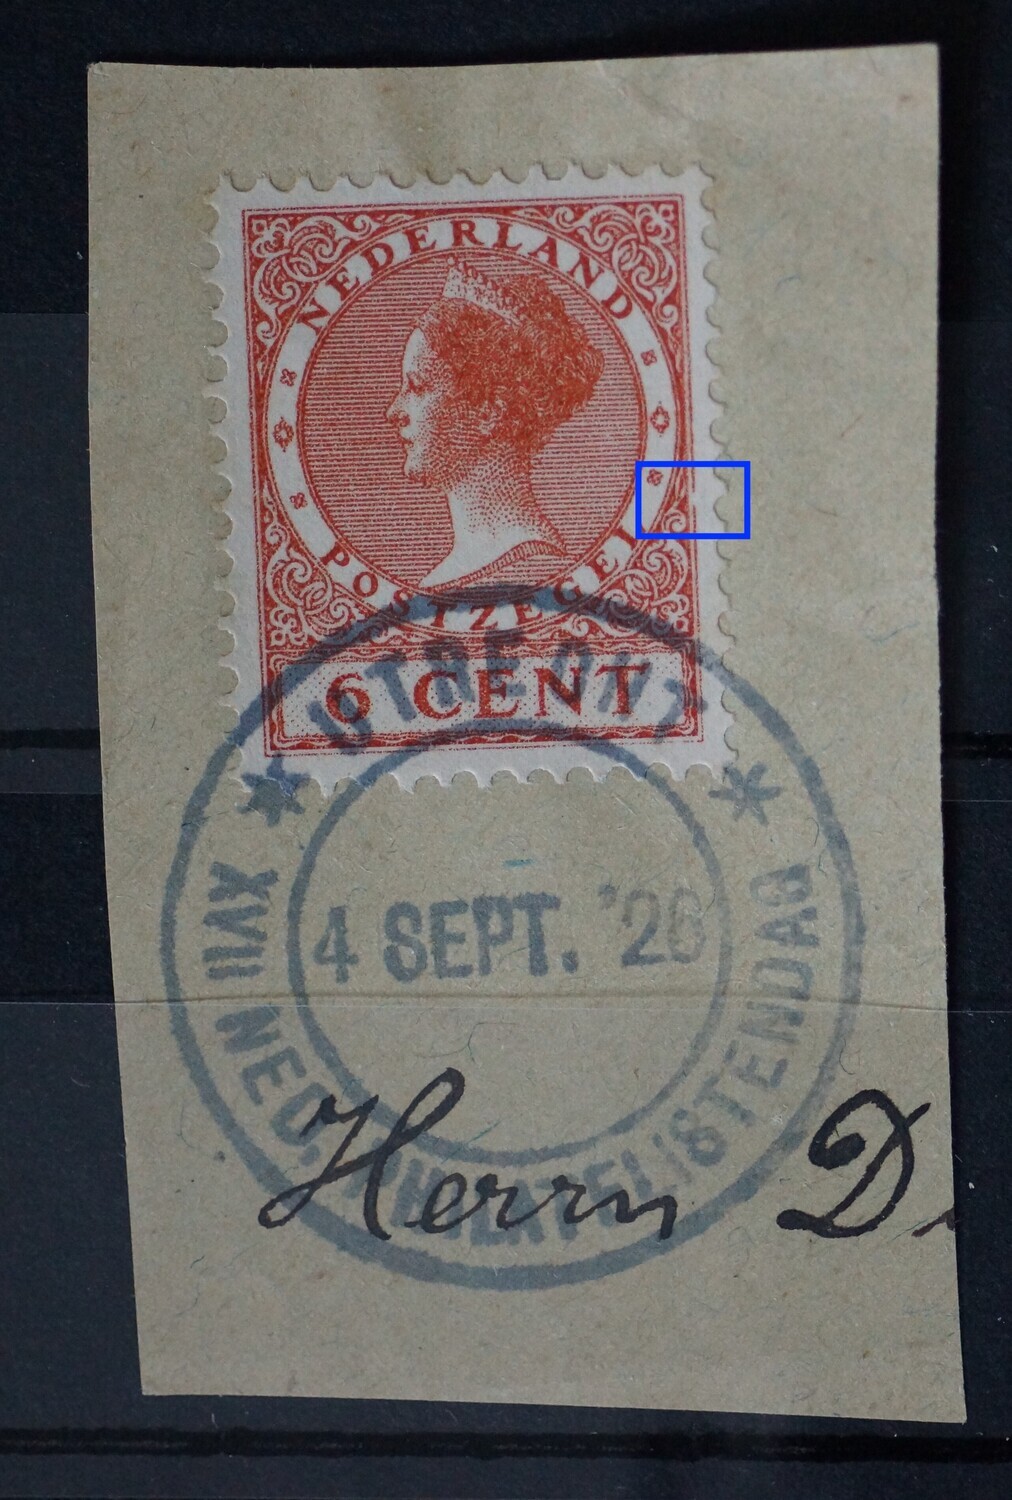 NEDERLAND
POSTZEGEL
6 CENT
* UTRECHT *
4 SEPT. '26
XVII NED. PHILATELISTENDAG
Herrn D